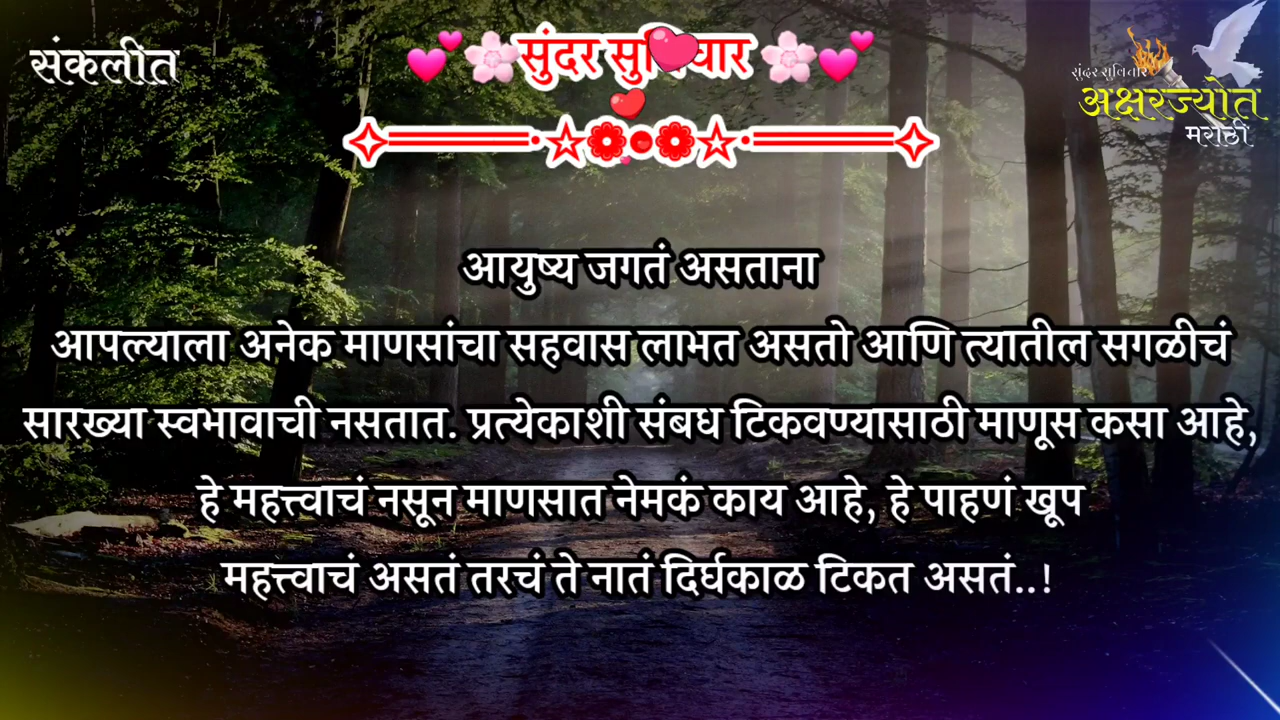 संकलीत
सुंदर
सुंदर सुविचार
अक्षरज्योत
मराठी
आयुष्य जगतं असताना
आपल्याला अनेक माणसांचा सहवास लाभत असतो आणि त्यातील सगळीचं
सारख्या स्वभावाची नसतात. प्रत्येकाशी संबध टिकवण्यासाठी माणूस कसा आहे,
हे महत्त्वाचं नसून माणसात नेमकं काय आहे, हे पाहणं खूप
महत्त्वाचं असतं तरचं ते नातं दिर्घकाळ टिकत असतं..!